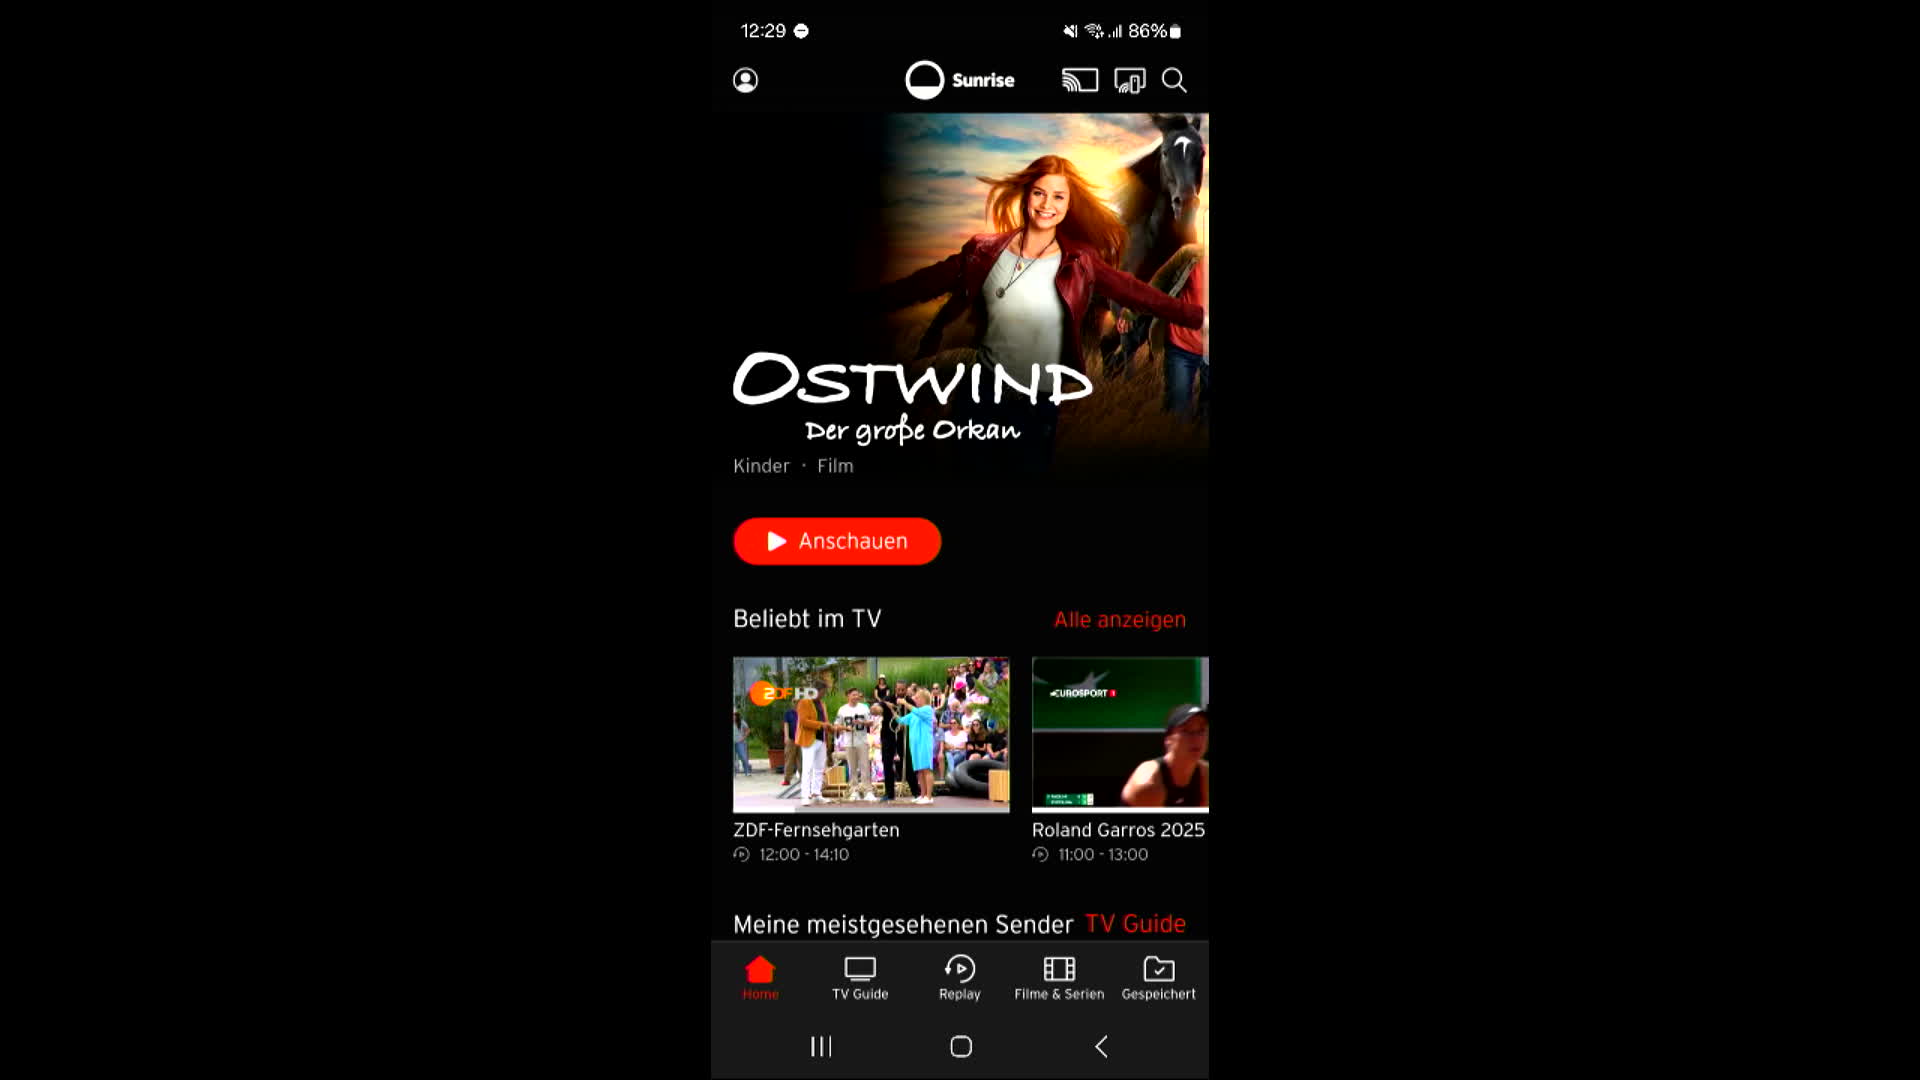 12:29
86%
Sunrise
OSTWIND
Der große Orkan
Kinder · Film
Anschauen
Beliebt im TV
Alle anzeigen
ZDF HD
EUROSPORT 1
ZDF-Fernsehgarten
Roland Garros 2025
12:00 - 14:10
11:00 - 13:00
Meine meistgesehenen Sender
TV Guide
Home
TV Guide
Replay
Filme & Serien
Gespeichert